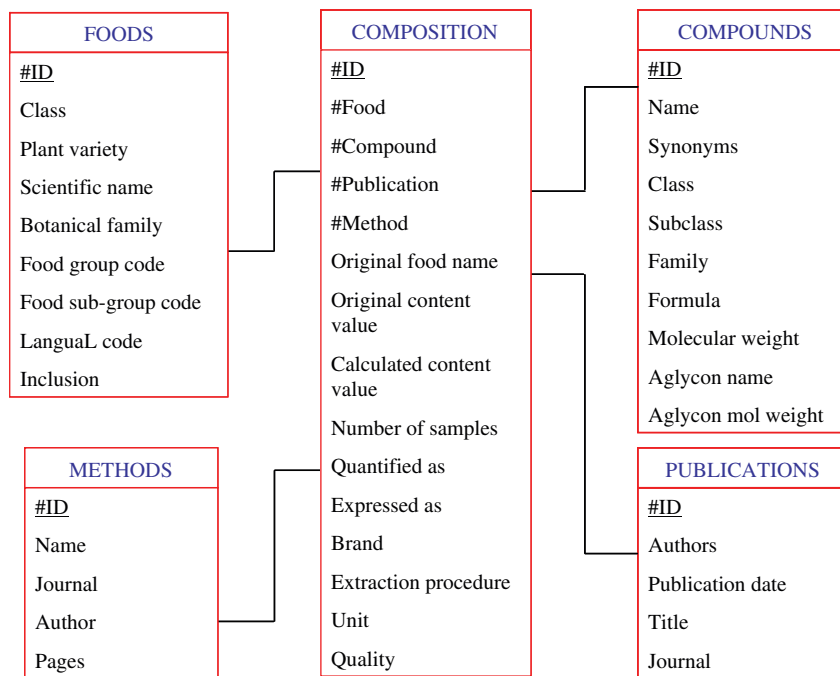 FOODS
#ID
Class
Plant variety
Scientific name
Botanical family
Food group code
Food sub-group code
LanguaL code
Inclusion
COMPOSITION
#ID
#Food
#Compound
#Publication
#Method
Original food name
Original content
value
Calculated content
value
Number of samples
Quantified as
Expressed as
Brand
Extraction procedure
Unit
Quality
COMPOUNDS
#ID
Name
Synonyms
Class
Subclass
Family
Formula
Molecular weight
Aglycon name
Aglycon mol weight
METHODS
#ID
Name
Journal
Author
Pages
PUBLICATIONS
#ID
Authors
Publication date
Title
Journal